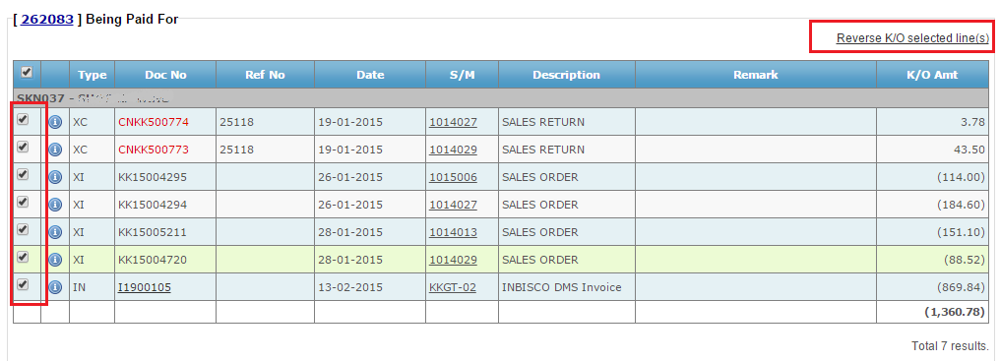 [ 262083 ] Being Paid For
Reverse K/O selected line(s)
Type Doc No Ref No Date S/M Description Remark K/O Amt
SKN037 -
XC CNKK500774 25118 19-01-2015 1014027 SALES RETURN 3.78
XC CNKK500773 25118 19-01-2015 1014029 SALES RETURN 43.50
XI KK15004295 26-01-2015 1015006 SALES ORDER (114.00)
XI KK15004294 26-01-2015 1014027 SALES ORDER (184.60)
XI KK15005211 28-01-2015 1014013 SALES ORDER (151.10)
XI KK15004720 28-01-2015 1014029 SALES ORDER (88.52)
IN I1900105 13-02-2015 KKGT-02 INBISCO DMS Invoice (869.84)
(1,360.78)
Total 7 results.